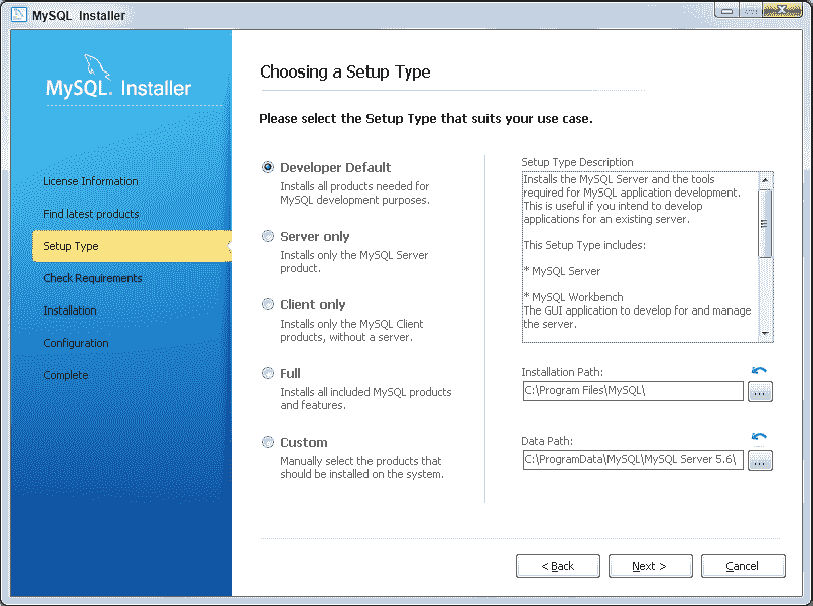 MySQL Installer
MySQL. Installer
License Information
Find latest products
Setup Type
Check Requirements
Installation
Configuration
Complete
Choosing a Setup Type
Please select the Setup Type that suits your use case.
Developer Default
Installs all products needed for
MySQL development purposes.
Server only
Installs only the MySQL Server
product.
Client only
Installs only the MySQL Client
products, without a server.
Full
Installs all included MySQL products
and features.
Custom
Manually select the products that
should be installed on the system.
Setup Type Description
Installs the MySQL Server and the tools
required for MySQL application development.
This is useful if you intend to develop
applications for an existing server.
This Setup Type includes:
* MySQL Server
* MySQL Workbench
The GUI application to develop for and manage
the server.
Installation Path:
C:\Program Files\MySQL\
...
Data Path:
C:\ProgramData\MySQL\MySQL Server 5.6\
...
< Back
Next >
Cancel